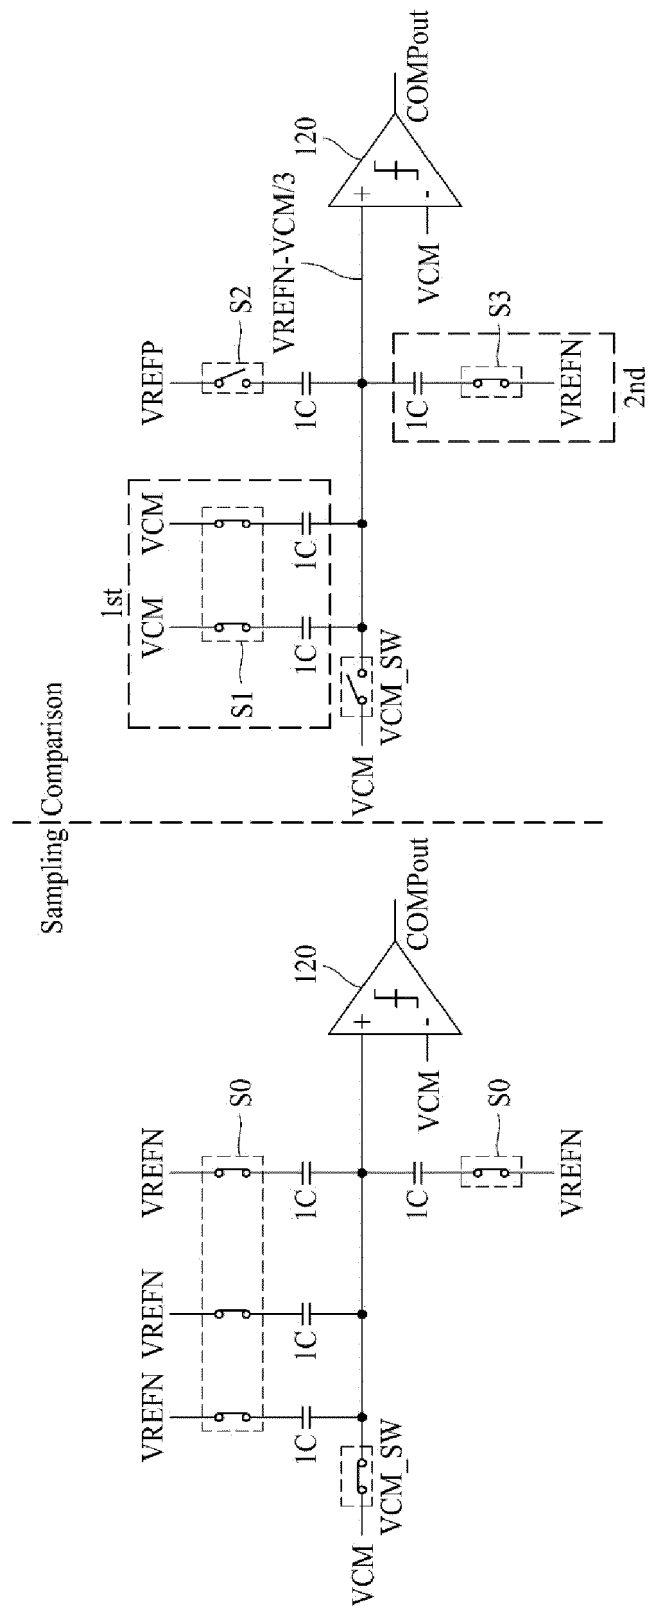 Sampling
Comparison
VREFN
VREFN
VREFN
S0
1C
1C
1C
120
+
-
COMPout
VCM
VCM_SW
VCM
1C
S0
VREFN
1st
VCM
VCM
VREFP
S1
S2
1C
1C
1C
VREFN-VCM/3
120
+
-
COMPout
VCM
VCM_SW
VCM
1C
S3
VREFN
2nd